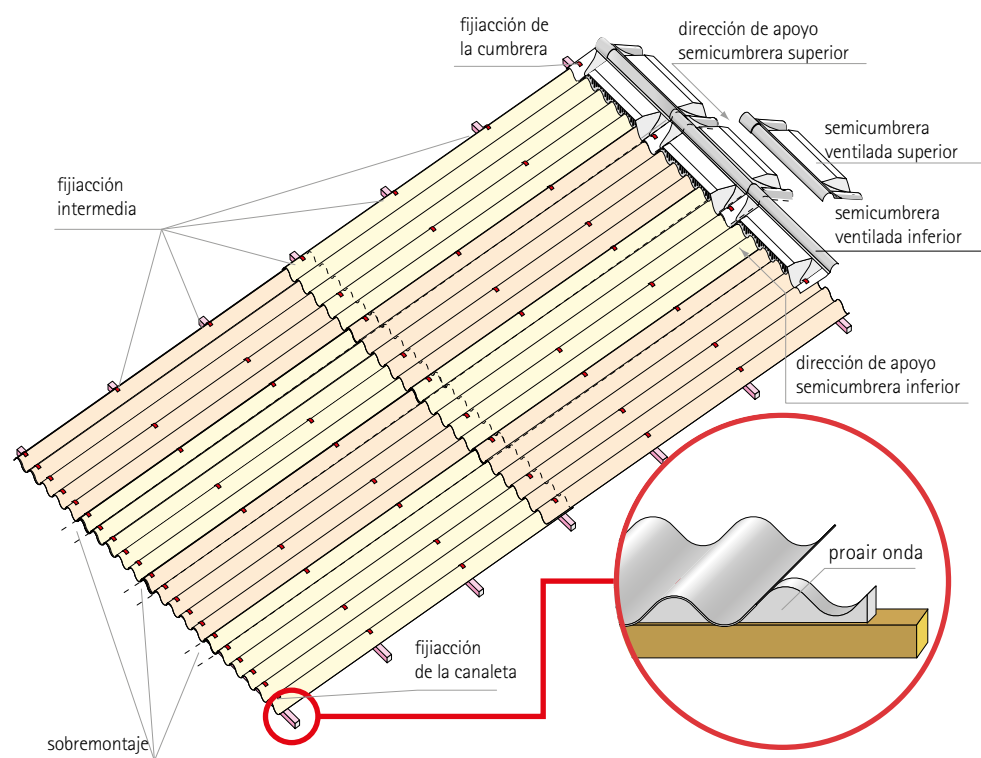 fijiacción de
la cumbrera
dirección de apoyo
semicumbrera superior
semicumbrera
ventilada superior
fijiacción
intermedia
semicumbrera
ventilada inferior
dirección de apoyo
semicumbrera inferior
proair onda
fijiacción
de la canaleta
sobremontaje